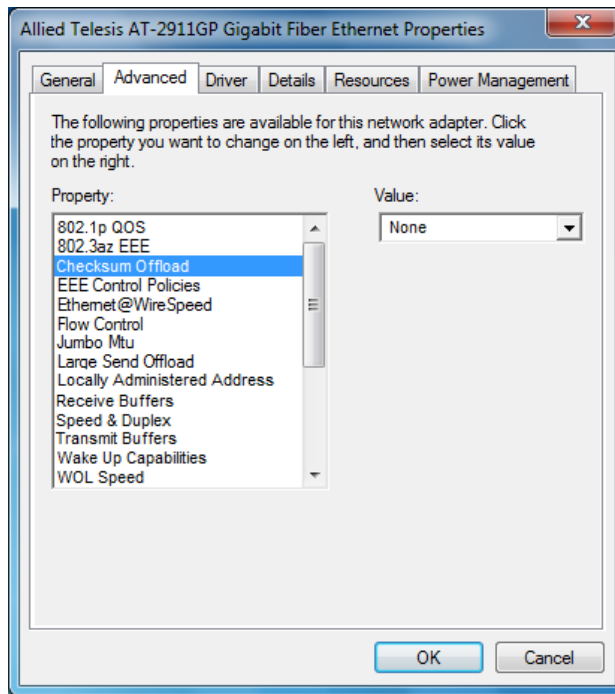 Allied Telesis AT-2911GP Gigabit Fiber Ethernet Properties
General Advanced Driver Details Resources Power Management
The following properties are available for this network adapter. Click
the property you want to change on the left, and then select its value
on the right.
Property:
Value:
802.1p QOS
802.3az EEE
Checksum Offload
EEE Control Policies
Ethernet@WireSpeed
Flow Control
Jumbo Mtu
Large Send Offload
Locally Administered Address
Receive Buffers
Speed & Duplex
Transmit Buffers
Wake Up Capabilities
WOL Speed
None
OK
Cancel